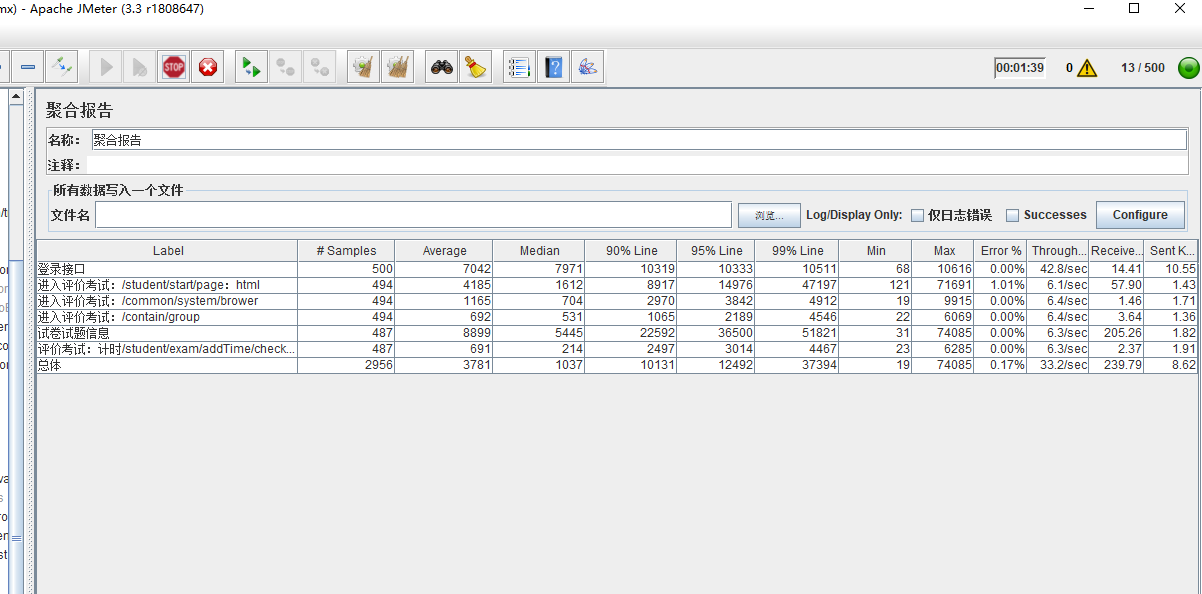 mx) - Apache JMeter (3.3 r1808647)
STOP 00:01:39 0 13 / 500
聚合报告
名称： 聚合报告
注释：
所有数据写入一个文件
文件名 浏览... Log/Display Only: 仅日志错误 Successes Configure
Label # Samples Average Median 90% Line 95% Line 99% Line Min Max Error % Through... Receive... Sent K...
登录接口 500 7042 7971 10319 10333 10511 68 10616 0.00% 42.8/sec 14.41 10.55
进入评价考试：/student/start/page：html 494 4185 1612 8917 14976 47197 121 71691 1.01% 6.1/sec 57.90 1.43
进入评价考试：/common/system/brower 494 1165 704 2970 3842 4912 19 9915 0.00% 6.4/sec 1.46 1.71
进入评价考试：/contain/group 494 692 531 1065 2189 4546 22 6069 0.00% 6.4/sec 3.64 1.36
试卷试题信息 487 8899 5445 22592 36500 51821 31 74085 0.00% 6.3/sec 205.26 1.82
评价考试：计时/student/exam/addTime/check... 487 691 214 2497 3014 4467 23 6285 0.00% 6.3/sec 2.37 1.91
总体 2956 3781 1037 10131 12492 37394 19 74085 0.17% 33.2/sec 239.79 8.62